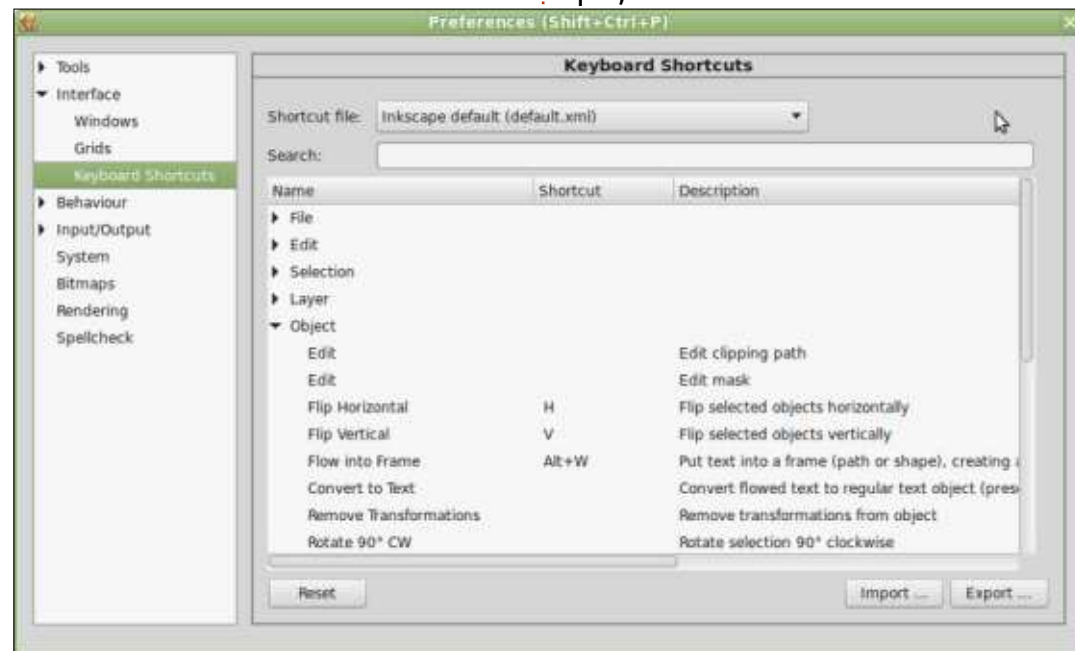 Preferences (Shift+Ctrl+P)
Tools
Interface
Windows
Grids
Keyboard Shortcuts
Behaviour
Input/Output
System
Bitmaps
Rendering
Spellcheck
Keyboard Shortcuts
Shortcut file: Inkscape default (default.xml)
Search:
Name Shortcut Description
File
Edit
Selection
Layer
Object
Edit Edit clipping path
Edit Edit mask
Flip Horizontal H Flip selected objects horizontally
Flip Vertical V Flip selected objects vertically
Flow into Frame Alt+W Put text into a frame (path or shape), creating
Convert to Text Convert flowed text to regular text object (pres
Remove Transformations Remove transformations from object
Rotate 90° CW Rotate selection 90° clockwise
Reset Import ... Export ...